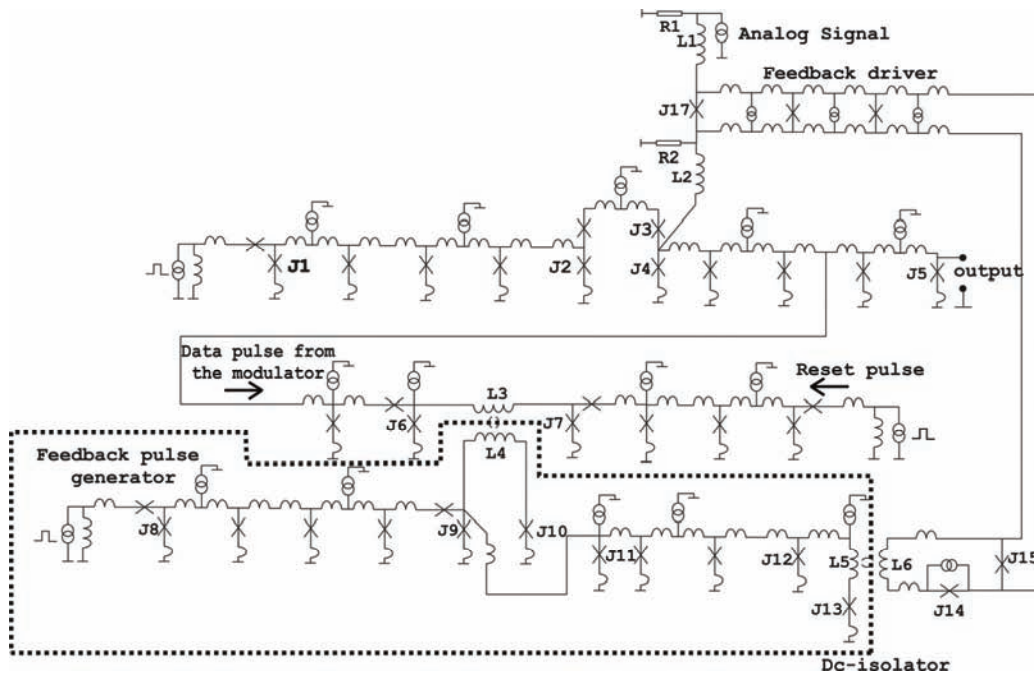 R1
L1
Analog Signal
Feedback driver
J17
R2
L2
J3
J1
J2
J4
J5
output
Data pulse from
the modulator
Reset pulse
L3
J6
J7
L4
Feedback pulse
generator
J8
J9
J10
J11
J12
L5
L6
J15
J13
J14
Dc-isolator